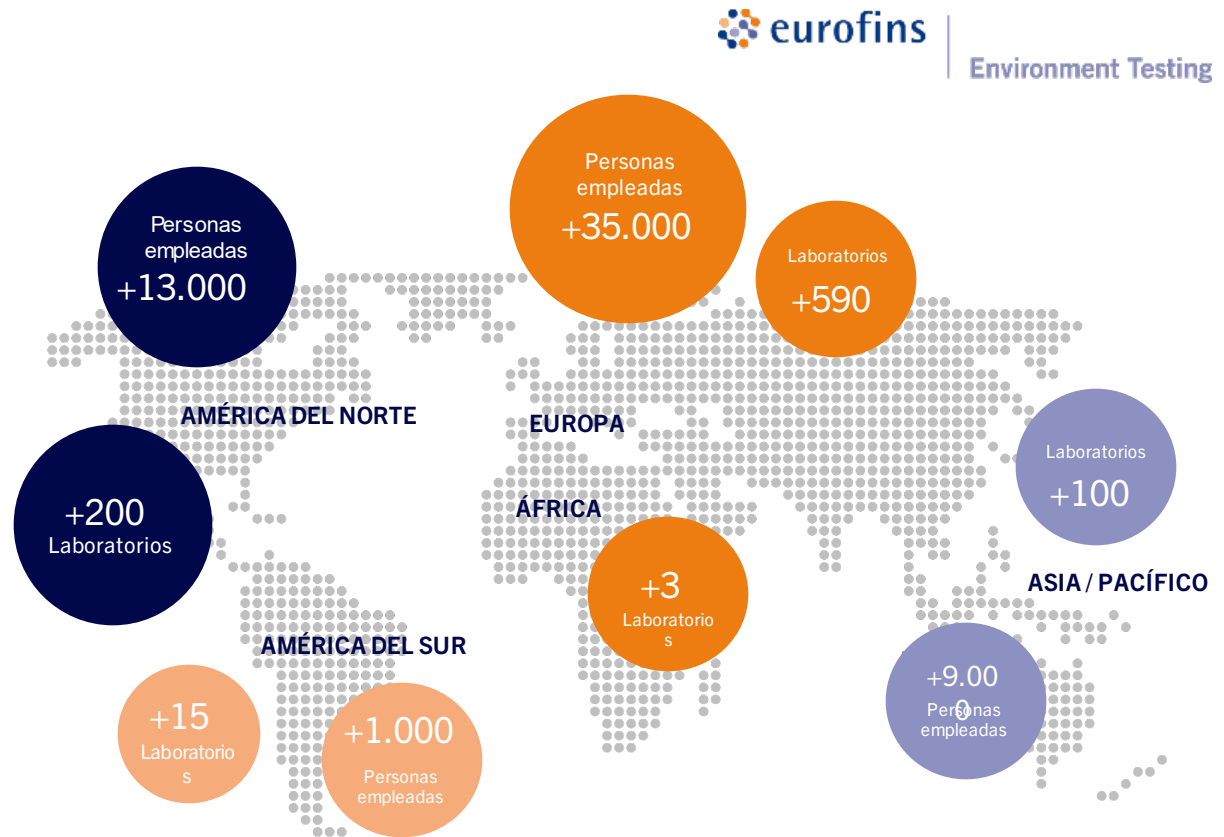 eurofins
Environment Testing
Personas
empleadas
+13.000
Personas
empleadas
+35.000
Laboratorios
+590
AMÉRICA DEL NORTE
EUROPA
Laboratorios
+100
+200
Laboratorios
ÁFRICA
+3
Laboratorio
s
ASIA / PACÍFICO
AMÉRICA DEL SUR
+15
Laboratorio
s
+1.000
Personas
empleadas
+9.00
0
Personas
empleadas